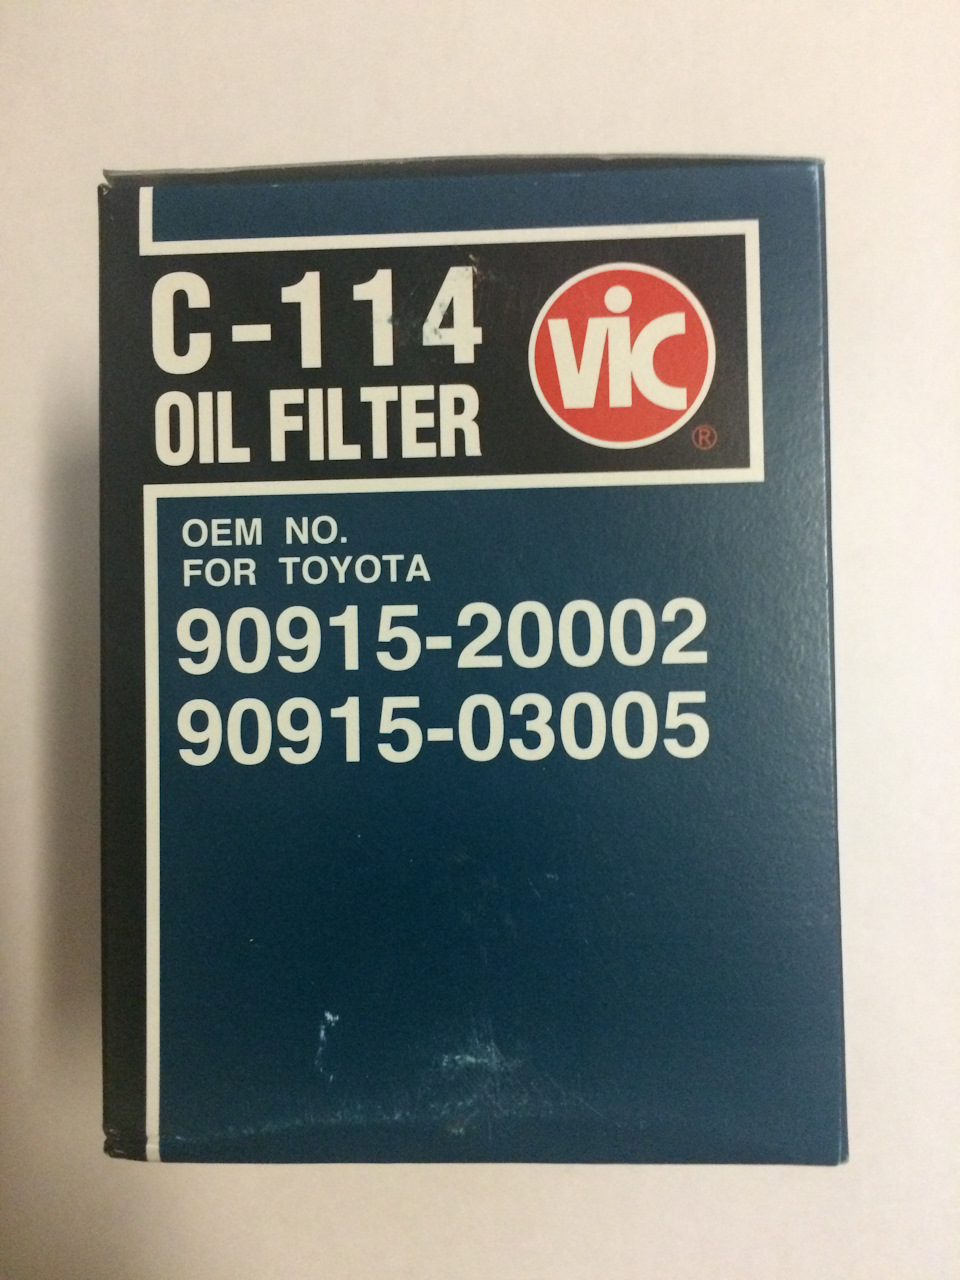 C-114
OIL FILTER
ViC
®
OEM NO.
FOR TOYOTA
90915-20002
90915-03005